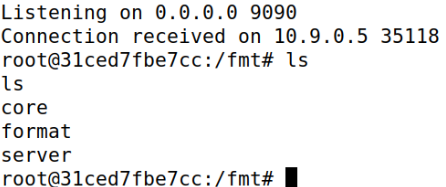 Listening on 0.0.0.0 9090
Connection received on 10.9.0.5 35118
root@31ced7fbe7cc:/fmt# ls
ls
core
format
server
root@31ced7fbe7cc:/fmt#